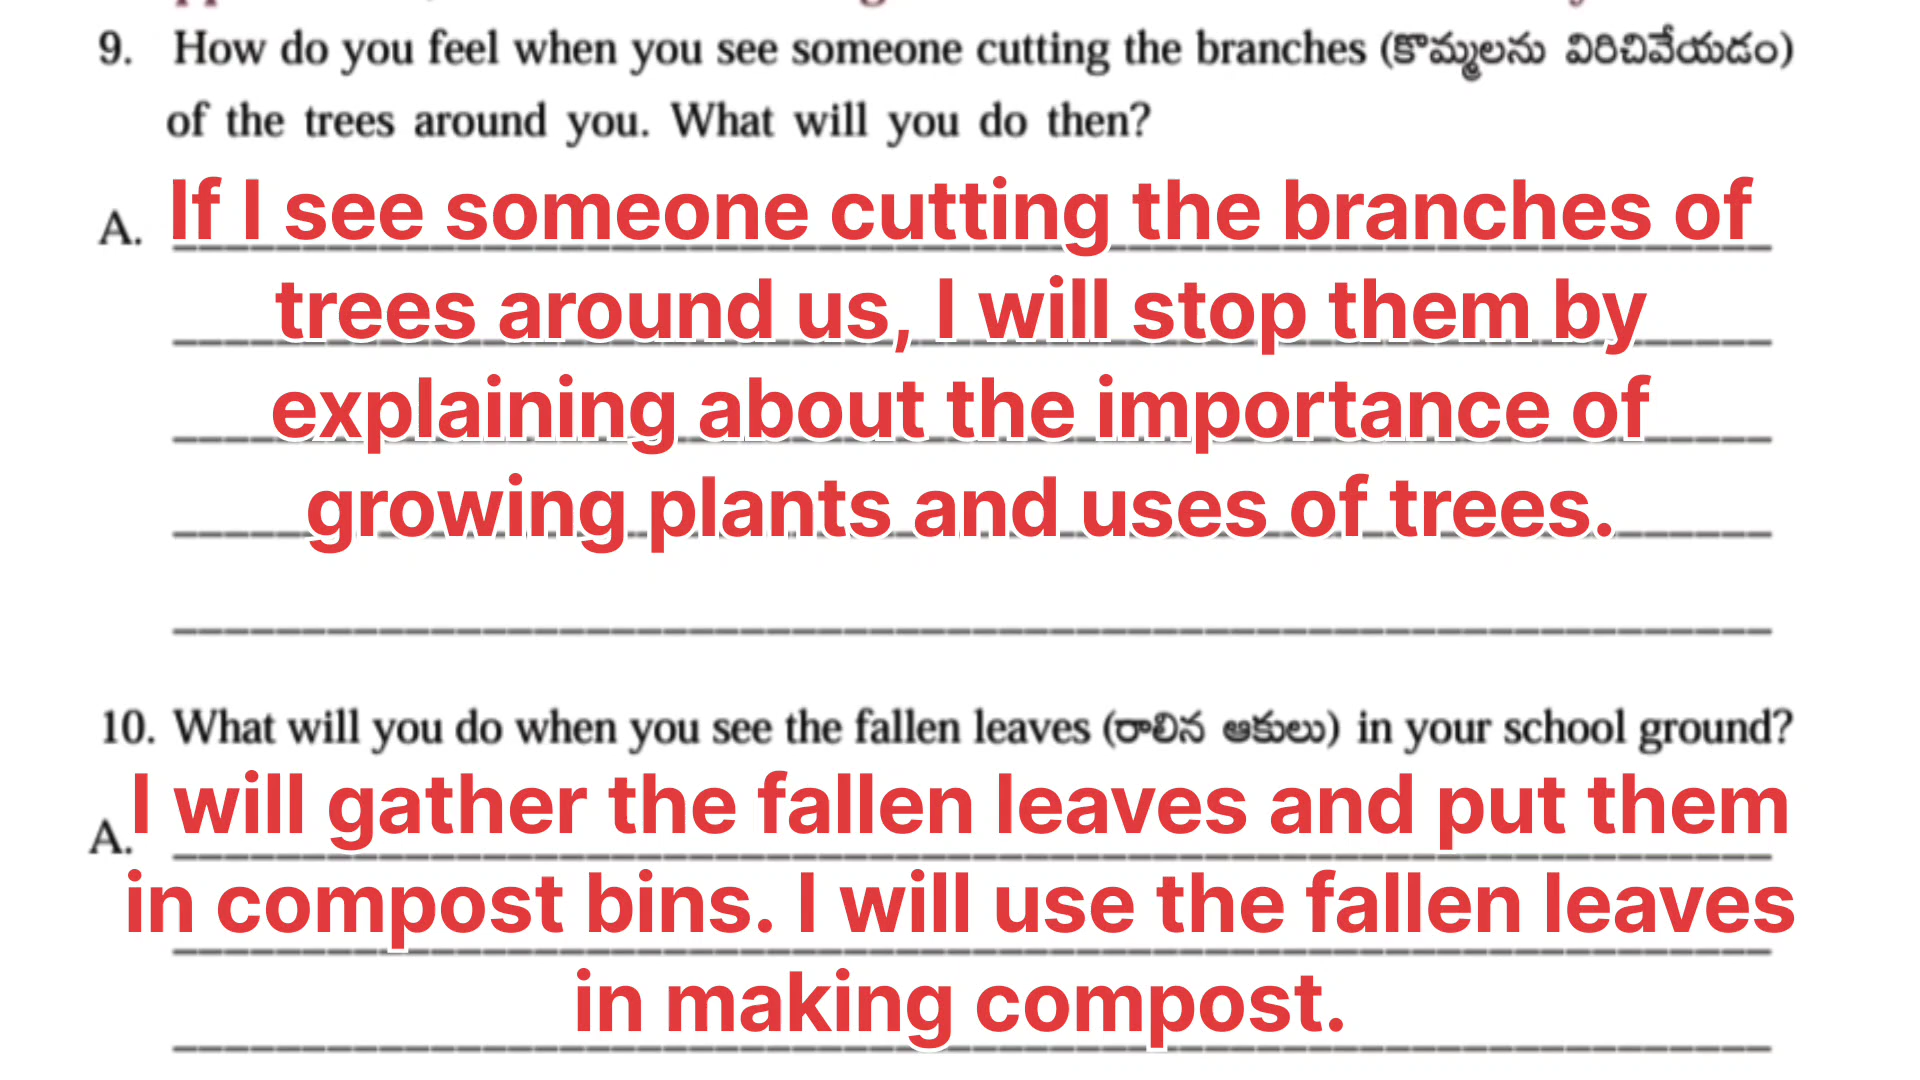 9. How do you feel when you see someone cutting the branches (కొమ్మలను విరిచివేయడం)
of the trees around you. What will you do then?
A. If I see someone cutting the branches of
trees around us, I will stop them by
explaining about the importance of
growing plants and uses of trees.
10. What will you do when you see the fallen leaves (రాలిన ఆకులు) in your school ground?
A. I will gather the fallen leaves and put them
in compost bins. I will use the fallen leaves
in making compost.